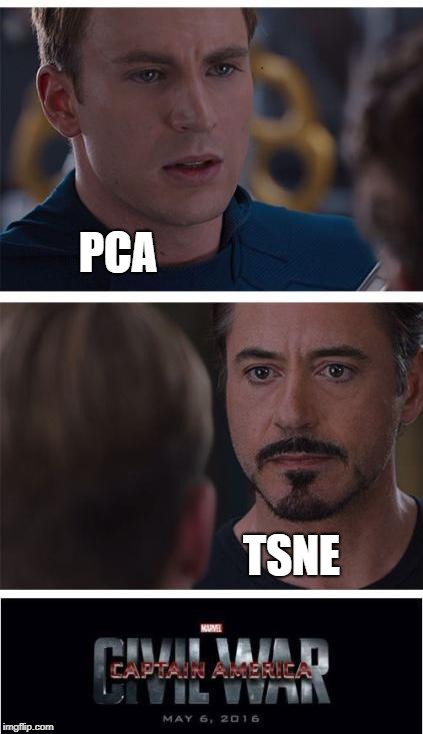 PCA
TSNE
MARVEL
CAPTAIN AMERICA
CIVIL WAR
MAY 6, 2016
imgflip.com